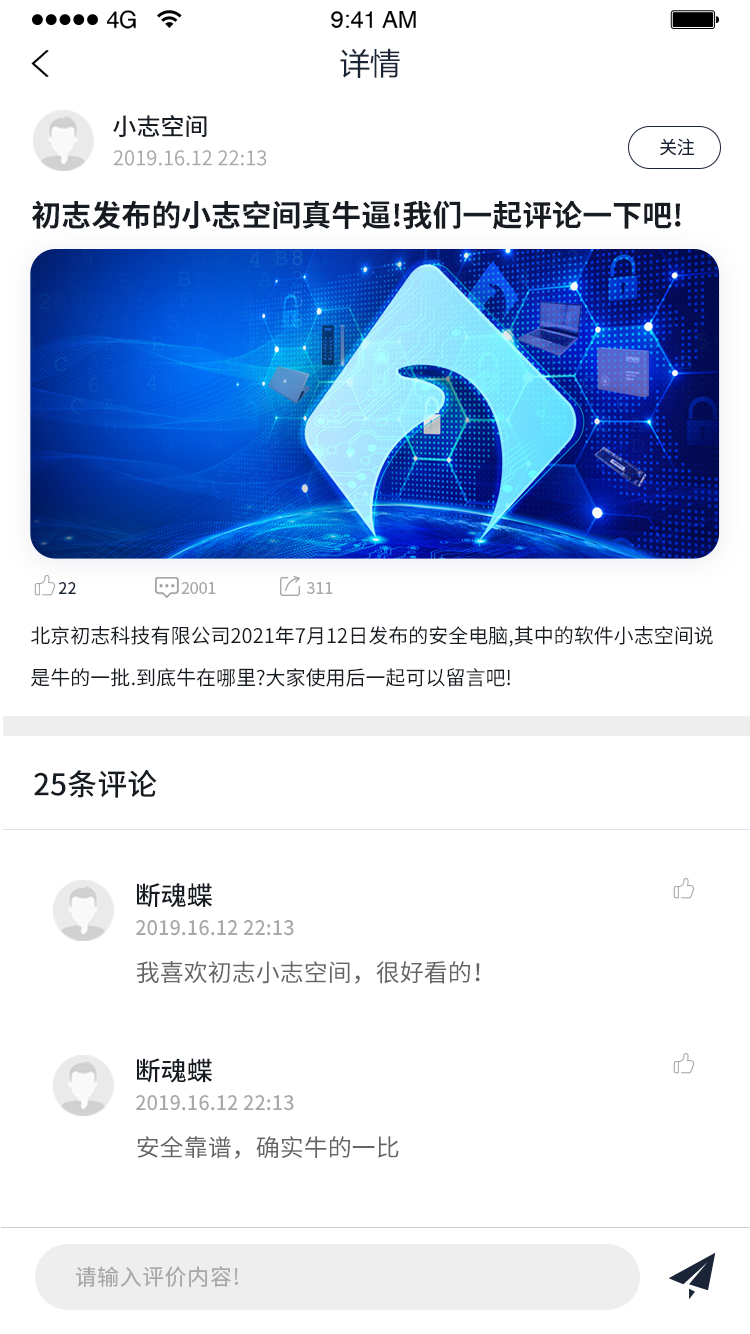 4G 9:41 AM
详情
小志空间
2019.16.12 22:13
关注
初志发布的小志空间真牛逼!我们一起评论一下吧!
22 2001 311
北京初志科技有限公司2021年7月12日发布的安全电脑,其中的软件小志空间说
是牛的一批.到底牛在哪里?大家使用后一起可以留言吧!
25条评论
断魂蝶
2019.16.12 22:13
我喜欢初志小志空间，很好看的！
断魂蝶
2019.16.12 22:13
安全靠谱，确实牛的一比
请输入评价内容!